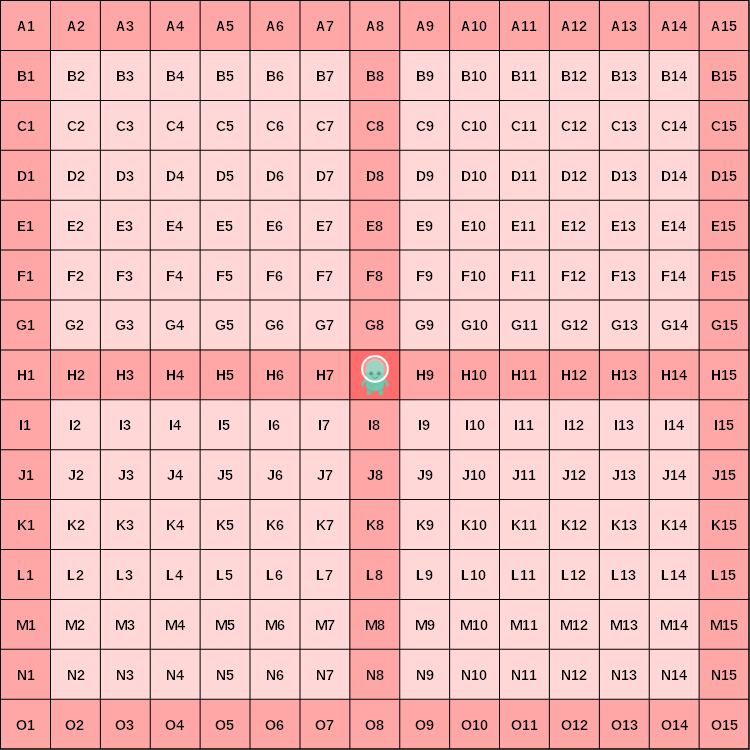 A1 A2 A3 A4 A5 A6 A7 A8 A9 A10 A11 A12 A13 A14 A15
B1 B2 B3 B4 B5 B6 B7 B8 B9 B10 B11 B12 B13 B14 B15
C1 C2 C3 C4 C5 C6 C7 C8 C9 C10 C11 C12 C13 C14 C15
D1 D2 D3 D4 D5 D6 D7 D8 D9 D10 D11 D12 D13 D14 D15
E1 E2 E3 E4 E5 E6 E7 E8 E9 E10 E11 E12 E13 E14 E15
F1 F2 F3 F4 F5 F6 F7 F8 F9 F10 F11 F12 F13 F14 F15
G1 G2 G3 G4 G5 G6 G7 G8 G9 G10 G11 G12 G13 G14 G15
H1 H2 H3 H4 H5 H6 H7 H9 H10 H11 H12 H13 H14 H15
I1 I2 I3 I4 I5 I6 I7 I8 I9 I10 I11 I12 I13 I14 I15
J1 J2 J3 J4 J5 J6 J7 J8 J9 J10 J11 J12 J13 J14 J15
K1 K2 K3 K4 K5 K6 K7 K8 K9 K10 K11 K12 K13 K14 K15
L1 L2 L3 L4 L5 L6 L7 L8 L9 L10 L11 L12 L13 L14 L15
M1 M2 M3 M4 M5 M6 M7 M8 M9 M10 M11 M12 M13 M14 M15
N1 N2 N3 N4 N5 N6 N7 N8 N9 N10 N11 N12 N13 N14 N15
O1 O2 O3 O4 O5 O6 O7 O8 O9 O10 O11 O12 O13 O14 O15